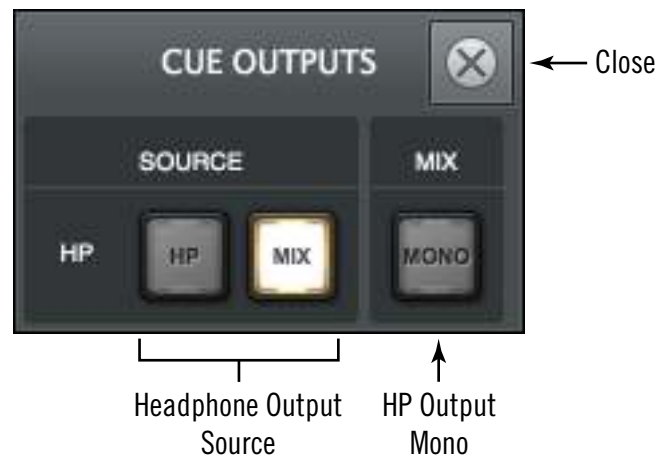 CUE OUTPUTS
Close
SOURCE
MIX
HP
HP
MIX
MONO
Headphone Output
Source
HP Output
Mono